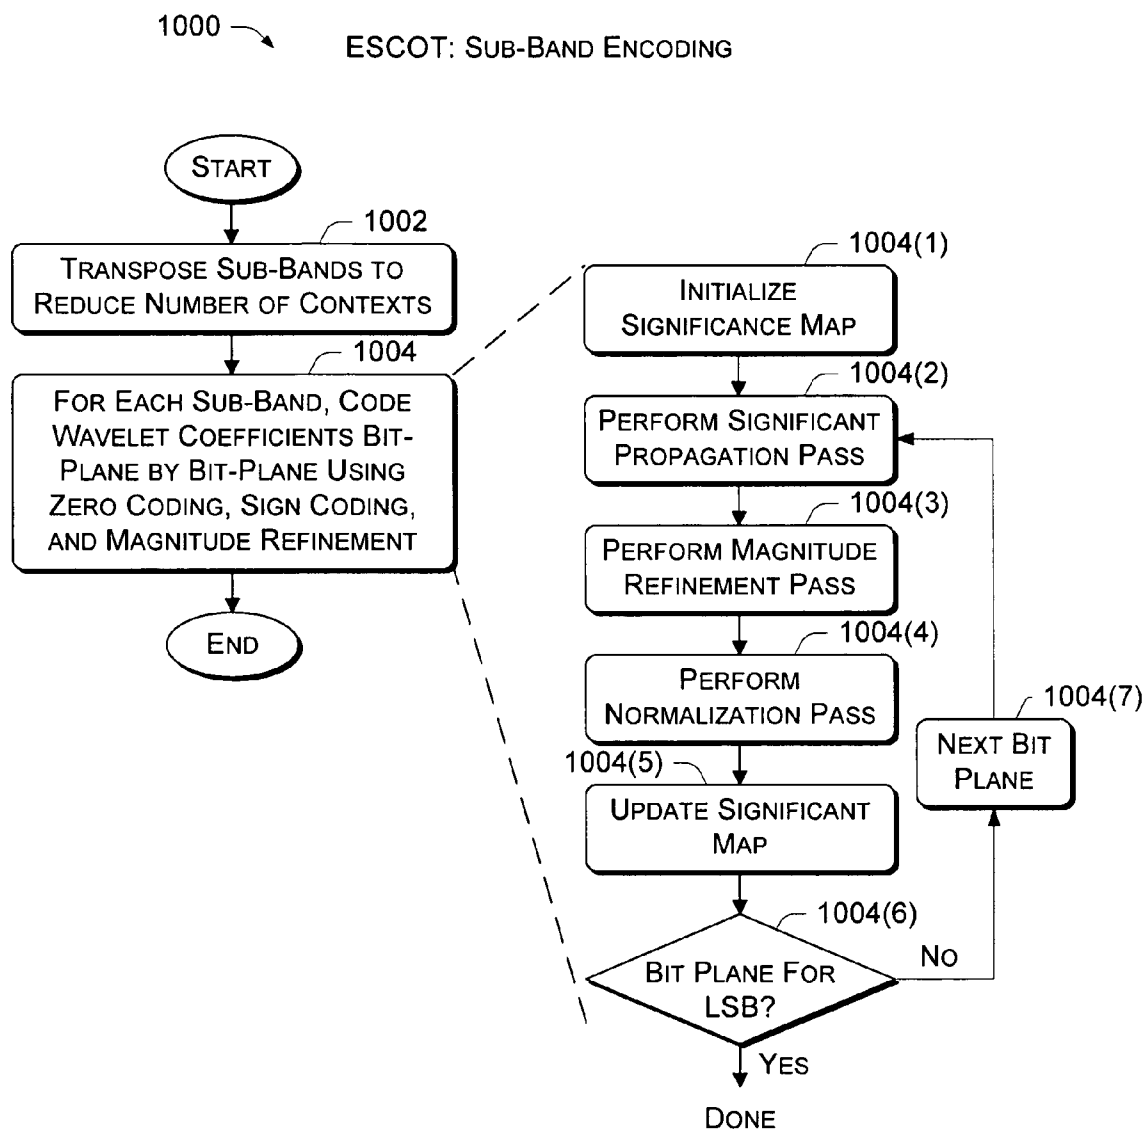 1000
ESCOT: SUB-BAND ENCODING
START
1002
TRANSPOSE SUB-BANDS TO
REDUCE NUMBER OF CONTEXTS
1004
FOR EACH SUB-BAND, CODE
WAVELET COEFFICIENTS BIT-
PLANE BY BIT-PLANE USING
ZERO CODING, SIGN CODING,
AND MAGNITUDE REFINEMENT
END
1004(1)
INITIALIZE
SIGNIFICANCE MAP
1004(2)
PERFORM SIGNIFICANT
PROPAGATION PASS
1004(3)
PERFORM MAGNITUDE
REFINEMENT PASS
1004(4)
PERFORM
NORMALIZATION PASS
1004(5)
UPDATE SIGNIFICANT
MAP
1004(6)
BIT PLANE FOR
LSB?
NO
1004(7)
NEXT BIT
PLANE
YES
DONE